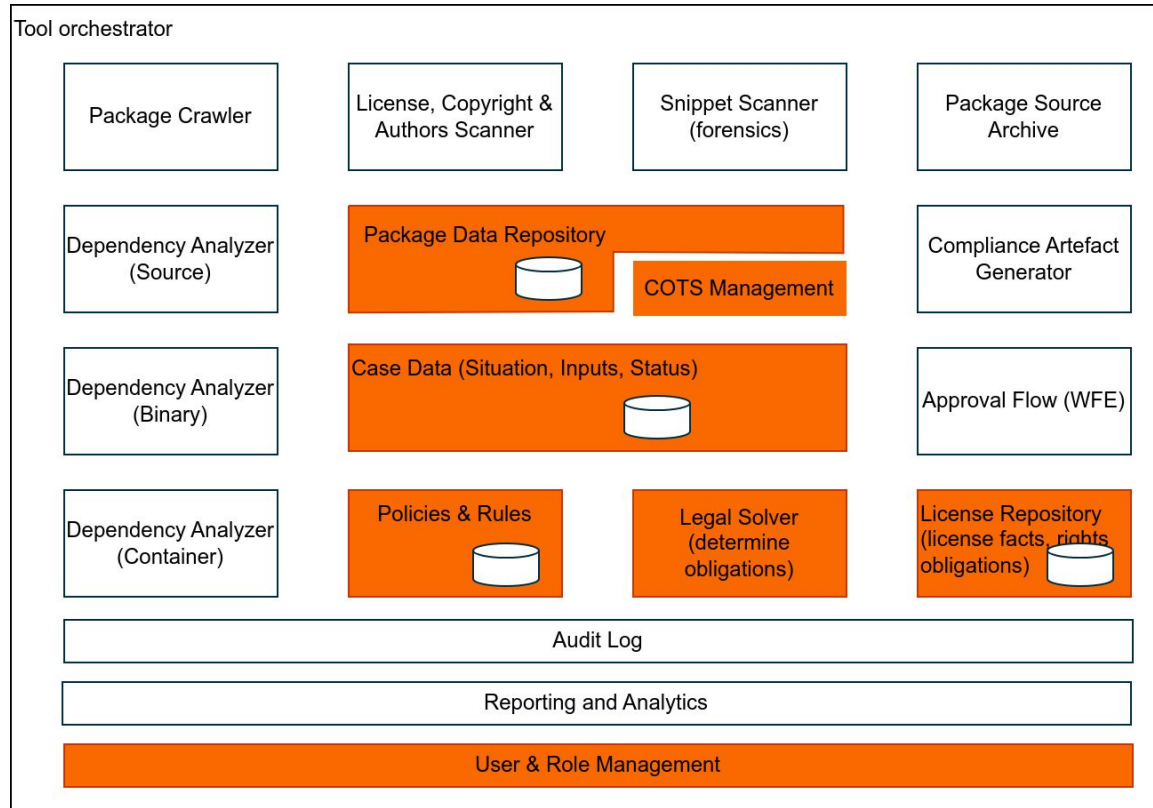 Tool orchestrator
Package Crawler
License, Copyright &
Authors Scanner
Snippet Scanner
(forensics)
Package Source
Archive
Dependency Analyzer
(Source)
Package Data Repository
COTS Management
Compliance Artefact
Generator
Dependency Analyzer
(Binary)
Case Data (Situation, Inputs, Status)
Approval Flow (WFE)
Dependency Analyzer
(Container)
Policies & Rules
Legal Solver
(determine
obligations)
License Repository
(license facts, rights
obligations)
Audit Log
Reporting and Analytics
User & Role Management